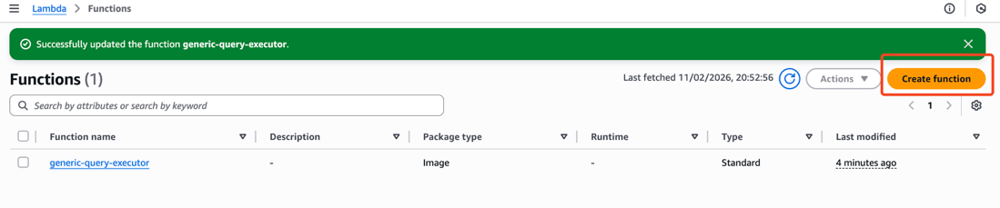 Lambda > Functions
Successfully updated the function generic-query-executor.
Functions (1)
Last fetched 11/02/2026, 20:52:56
Actions
Create function
Search by attributes or search by keyword
1
Function name Description Package type Runtime Type Last modified
generic-query-executor - Image - Standard 4 minutes ago